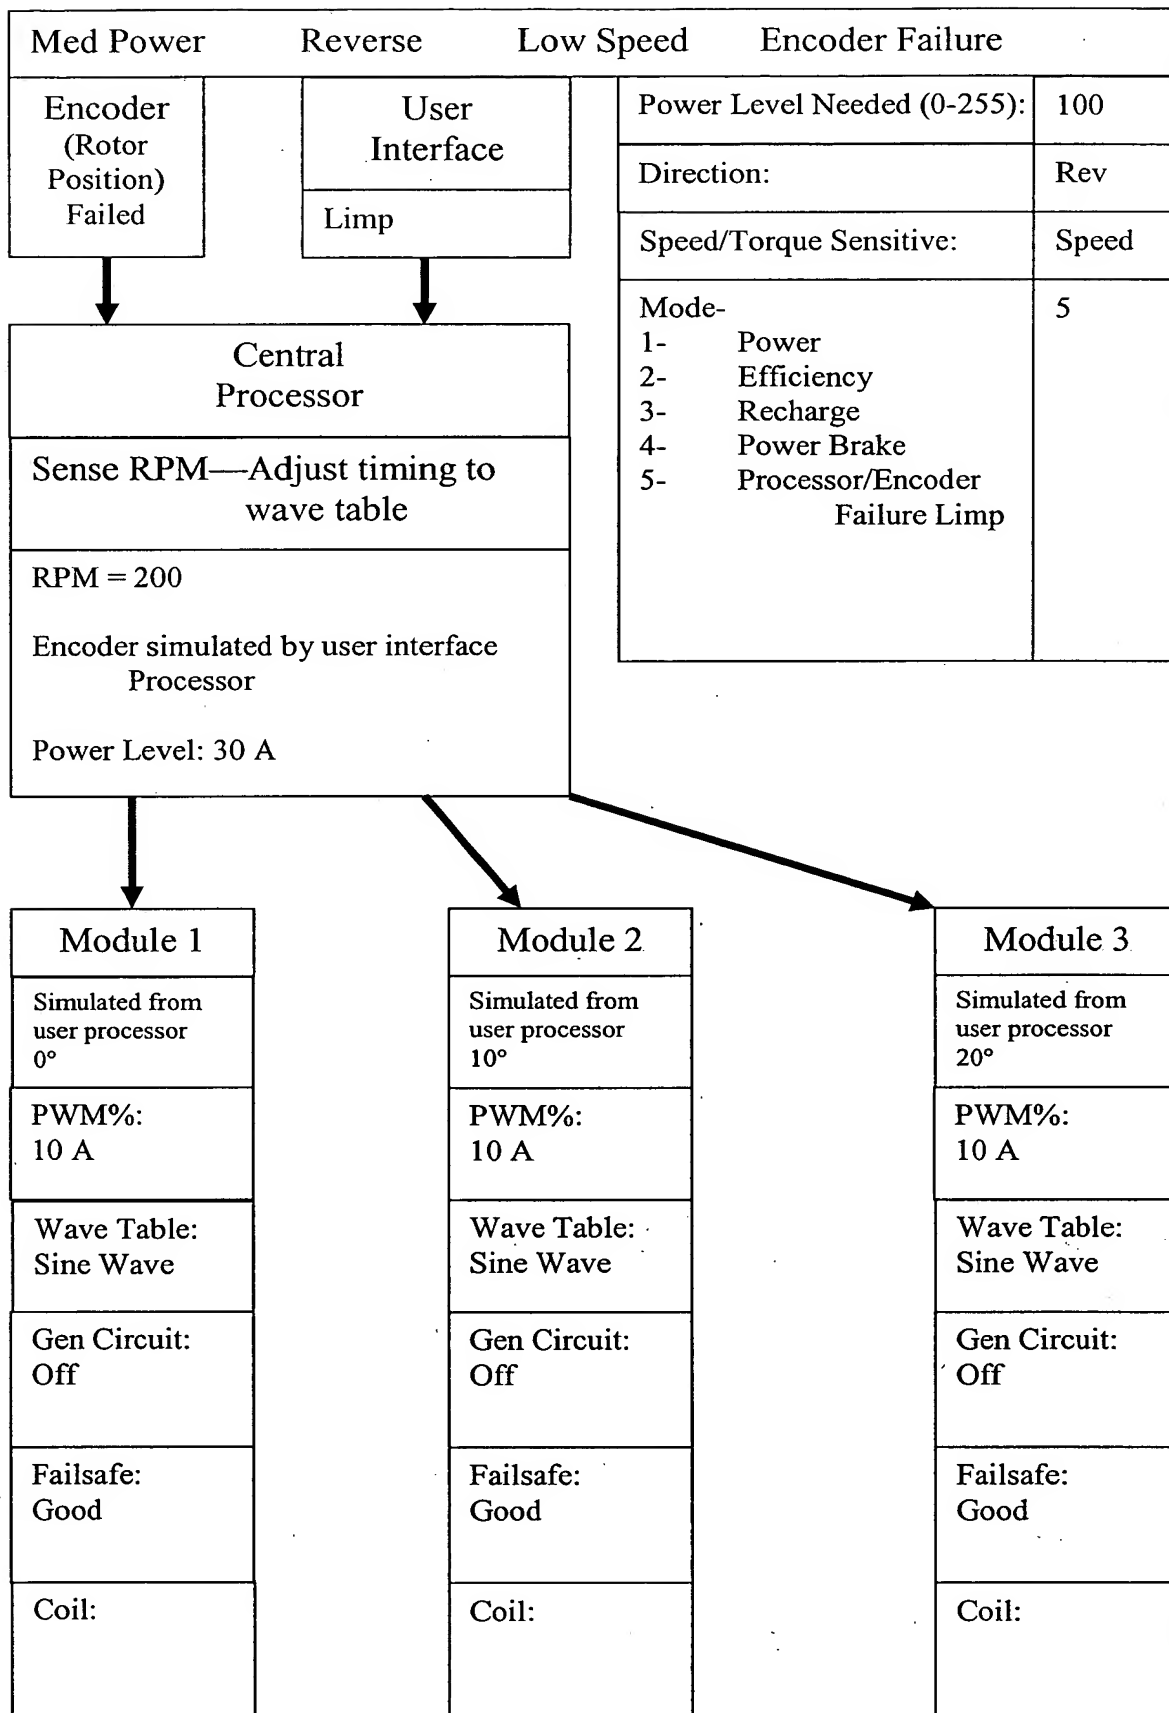 Med Power Reverse Low Speed Encoder Failure
Encoder
(Rotor
Position)
Failed
User
Interface
Limp
Power Level Needed (0-255): 100
Direction: Rev
Speed/Torque Sensitive: Speed
Mode- 5
1- Power
2- Efficiency
3- Recharge
4- Power Brake
5- Processor/Encoder
Failure Limp
Central
Processor
Sense RPM—Adjust timing to
wave table
RPM = 200
Encoder simulated by user interface
Processor
Power Level: 30 A
Module 1
Simulated from
user processor
0°
PWM%:
10 A
Wave Table:
Sine Wave
Gen Circuit:
Off
Failsafe:
Good
Coil:
Module 2
Simulated from
user processor
10°
PWM%:
10 A
Wave Table:
Sine Wave
Gen Circuit:
Off
Failsafe:
Good
Coil:
Module 3
Simulated from
user processor
20°
PWM%:
10 A
Wave Table:
Sine Wave
Gen Circuit:
Off
Failsafe:
Good
Coil: